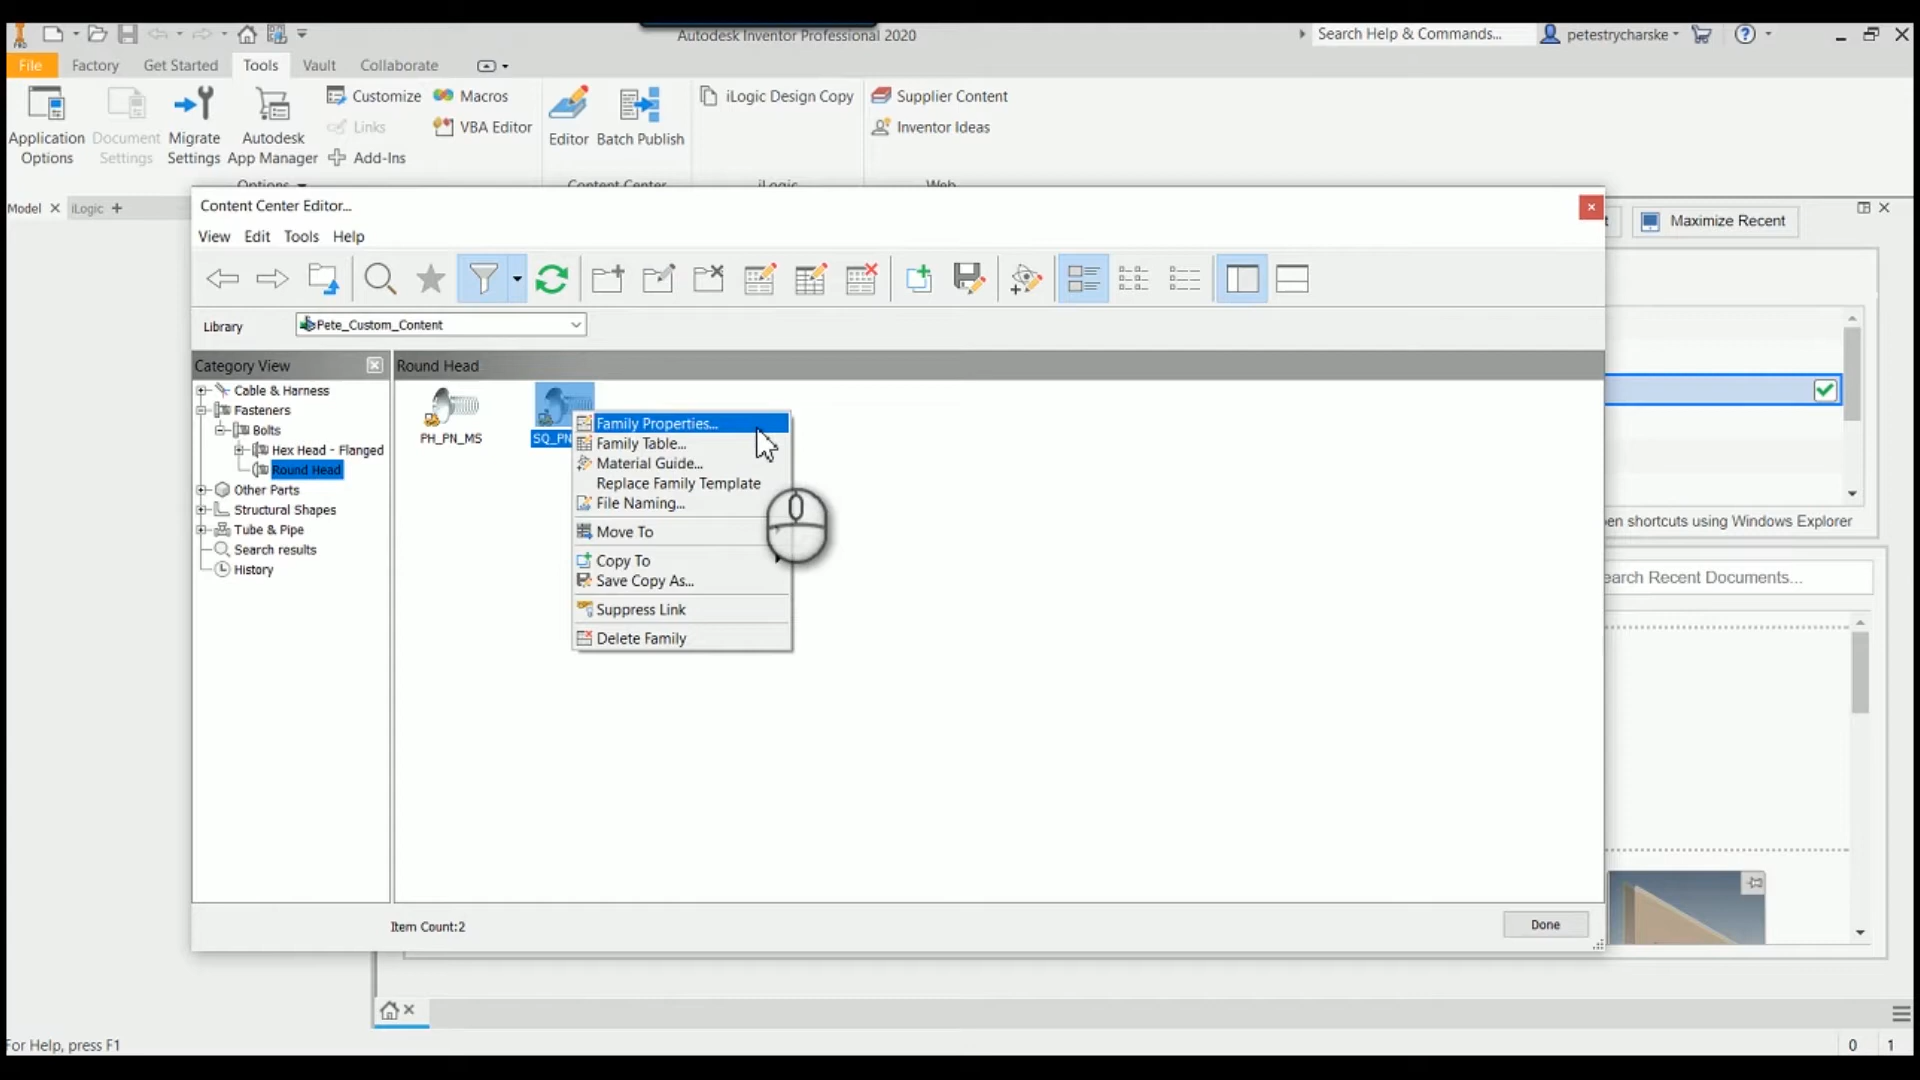 Autodesk Inventor Professional 2020
Search Help & Commands...
petestrycharske
File
Factory
Get Started
Tools
Vault
Collaborate
Application Options
Document Settings
Migrate Settings
Autodesk App Manager
Customize
Links
Add-Ins
Macros
VBA Editor
Editor
Batch Publish
iLogic Design Copy
Supplier Content
Inventor Ideas
Options
Content Center
iLogic
Web
Model
iLogic
Content Center Editor...
Maximize Recent
View
Edit
Tools
Help
Library
Pete_Custom_Content
Category View
Round Head
Cable & Harness
Fasteners
Bolts
Hex Head - Flanged
Round Head
Other Parts
Structural Shapes
Tube & Pipe
Search results
History
PH_PN_MS
SQ_PN
Family Properties...
Family Table...
Material Guide...
Replace Family Template
File Naming...
Move To
Copy To
Save Copy As...
Suppress Link
Delete Family
shortcuts using Windows Explorer
Recent Documents...
Item Count:2
Done
For Help, press F1
0
1